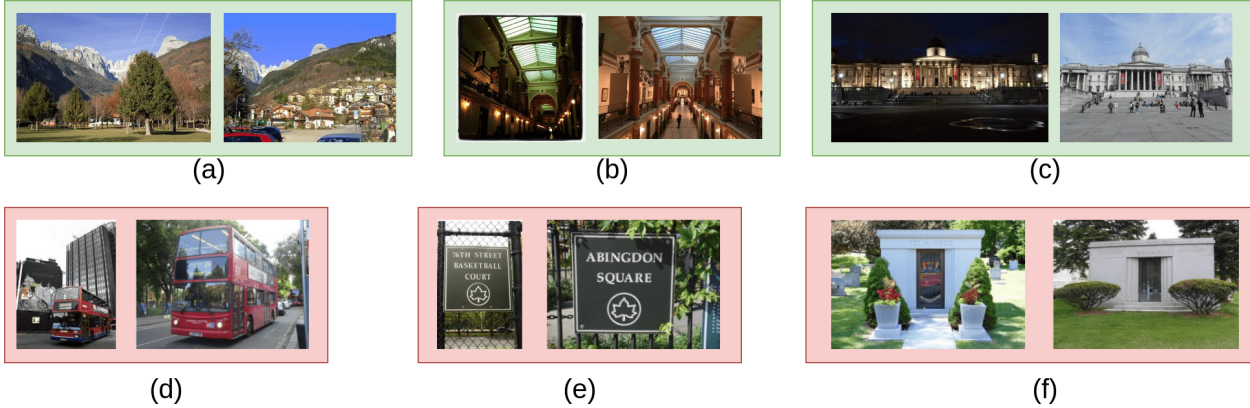 (a)
(b)
(c)
(d)
(e)
(f)
76TH STREET
BASKETBALL
COURT
ABINGDON
SQUARE